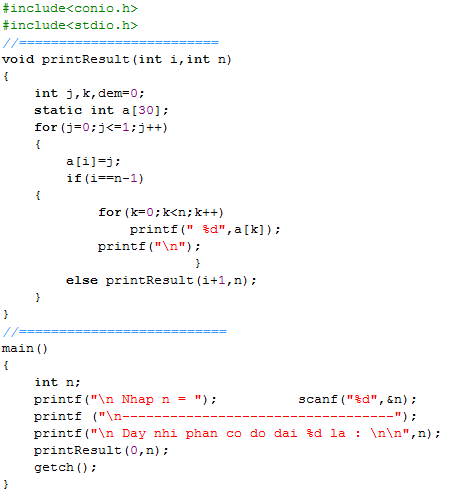 #include<conio.h>
#include<stdio.h>
//=========================
void printResult(int i,int n)
{
    int j,k,dem=0;
    static int a[30];
    for(j=0;j<=1;j++)
    {
        a[i]=j;
        if(i==n-1)
    {
            for(k=0;k<n;k++)
                printf(" %d",a[k]);
            printf("\n");
                        }
        else printResult(i+1,n);
    }
}
//==========================
main()
{
    int n;
    printf("\n Nhap n = ");          scanf("%d",&n);
    printf ("\n----------------------------------");
    printf("\n Day nhi phan co do dai %d la : \n\n",n);
    printResult(0,n);
    getch();
}